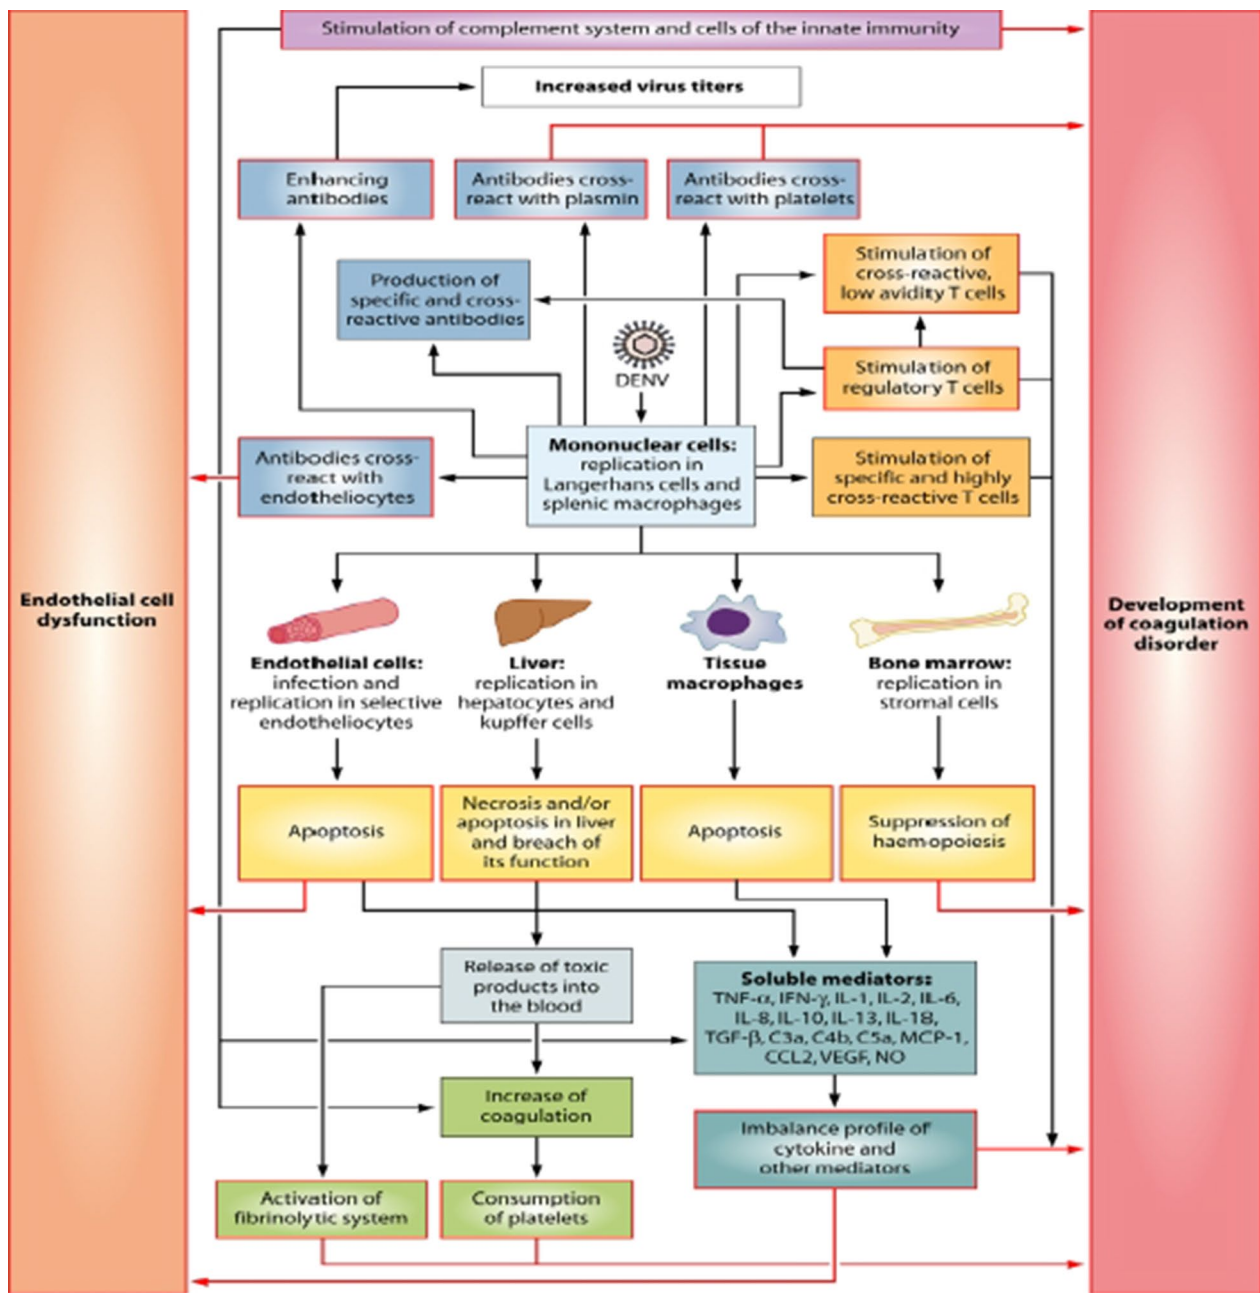 Stimulation of complement system and cells of the innate immunity
Increased virus titers
Enhancing
antibodies
Antibodies cross-
react with plasmin
Antibodies cross-
react with platelets
Stimulation of
cross-reactive,
low avidity T cells
Production of
specific and cross-
reactive antibodies
DENV
Stimulation of
regulatory T cells
Antibodies cross-
react with
endotheliocytes
Mononuclear cells:
replication in
Langerhans cells and
splenic macrophages
Stimulation of
specific and highly
cross-reactive T cells
Endothelial cell
dysfunction
Development
of coagulation
disorder
Endothelial cells:
infection and
replication in selective
endotheliocytes
Liver:
replication in
hepatocytes and
kupffer cells
Tissue
macrophages
Bone marrow:
replication in
stromal cells
Apoptosis
Necrosis and/or
apoptosis in liver
and breach of
its function
Apoptosis
Suppression of
haemopoiesis
Release of toxic
products into
the blood
Soluble mediators:
TNF-α, IFN-γ, IL-1, IL-2, IL-6,
IL-8, IL-10, IL-13, IL-18,
TGF-β, C3a, C4b, C5a, MCP-1,
CCL2, VEGF, NO
Increase of
coagulation
Imbalance profile of
cytokine and
other mediators
Activation of
fibrinolytic system
Consumption
of platelets